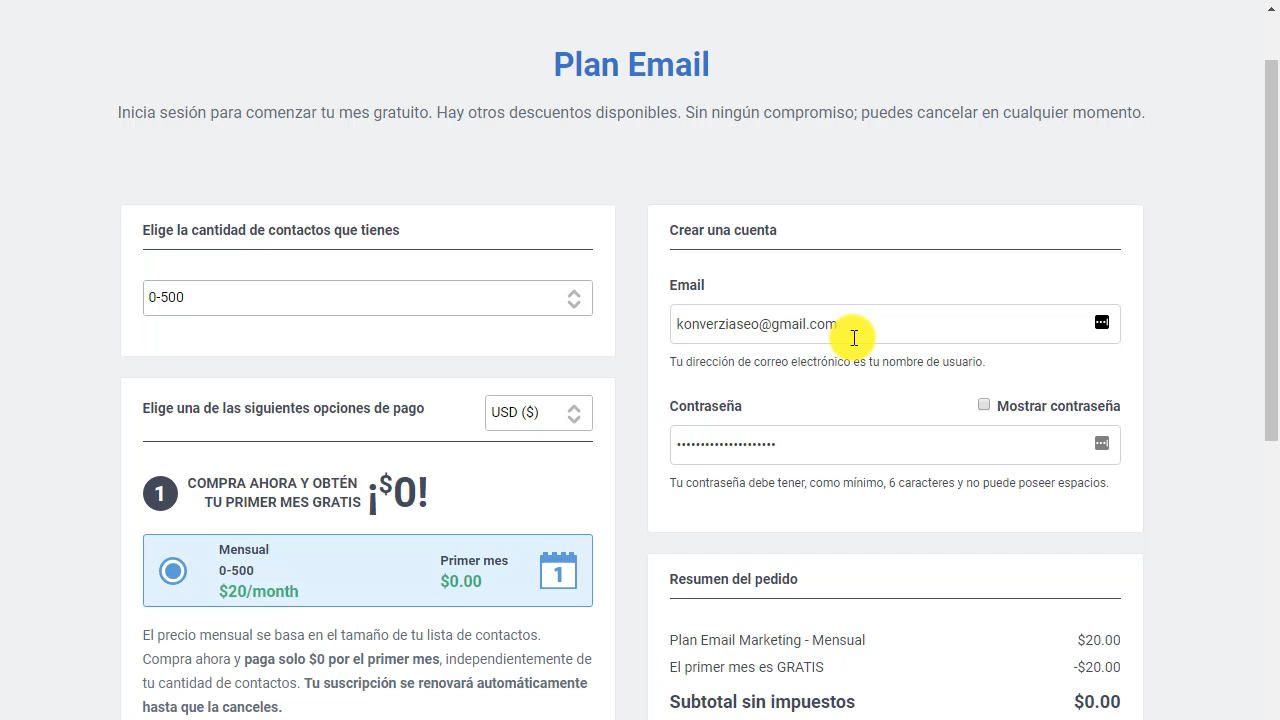 Plan Email
Inicia sesión para comenzar tu mes gratuito. Hay otros descuentos disponibles. Sin ningún compromiso; puedes cancelar en cualquier momento.
Elige la cantidad de contactos que tienes
0-500
Elige una de las siguientes opciones de pago
USD ($)
1
COMPRA AHORA Y OBTÉN
TU PRIMER MES GRATIS
¡$0!
Mensual
0-500
$20/month
Primer mes
$0.00
1
El precio mensual se basa en el tamaño de tu lista de contactos.
Compra ahora y paga solo $0 por el primer mes, independientemente de
tu cantidad de contactos. Tu suscripción se renovará automáticamente
hasta que la canceles.
Crear una cuenta
Email
konverziaseo@gmail.com
Tu dirección de correo electrónico es tu nombre de usuario.
Contraseña
Mostrar contraseña
•••••••••••••••••••••
Tu contraseña debe tener, como mínimo, 6 caracteres y no puede poseer espacios.
Resumen del pedido
Plan Email Marketing - Mensual $20.00
El primer mes es GRATIS -$20.00
Subtotal sin impuestos $0.00